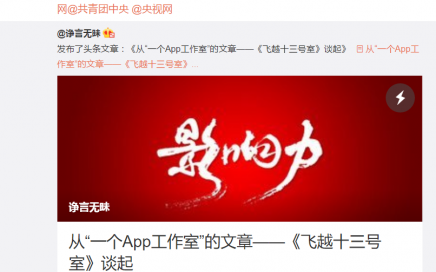 网@共青团中央 @央视网
@诤言无昧
发布了头条文章：《从“一个App工作室”的文章——《飞越十三号室》谈起》 从“一个App工
作室”的文章——《飞越十三号室》谈...
影响力
诤言无昧
从“一个App工作室”的文章——《飞越十三号
室》谈起